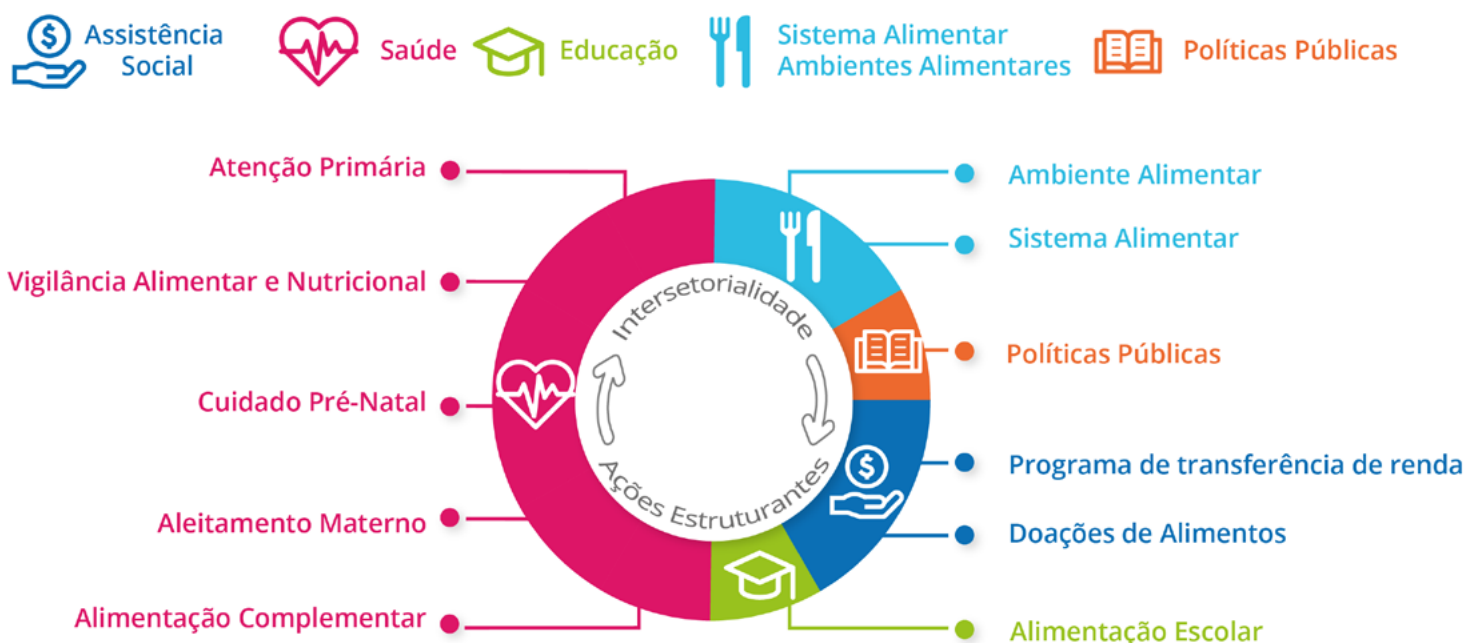 Assistência
Social
Saúde
Educação
Sistema Alimentar
Ambientes Alimentares
Políticas Públicas
Atenção Primária
Vigilância Alimentar e Nutricional
Cuidado Pré-Natal
Aleitamento Materno
Alimentação Complementar
Intersetorialidade
Ações Estruturantes
Ambiente Alimentar
Sistema Alimentar
Políticas Públicas
Programa de transferência de renda
Doações de Alimentos
Alimentação Escolar